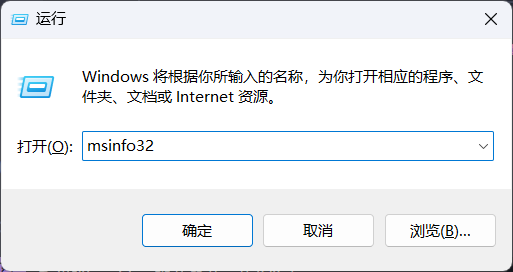 运行
Windows 将根据你所输入的名称，为你打开相应的程序、文
件夹、文档或 Internet 资源。
打开(O): msinfo32
确定 取消 浏览(B)...